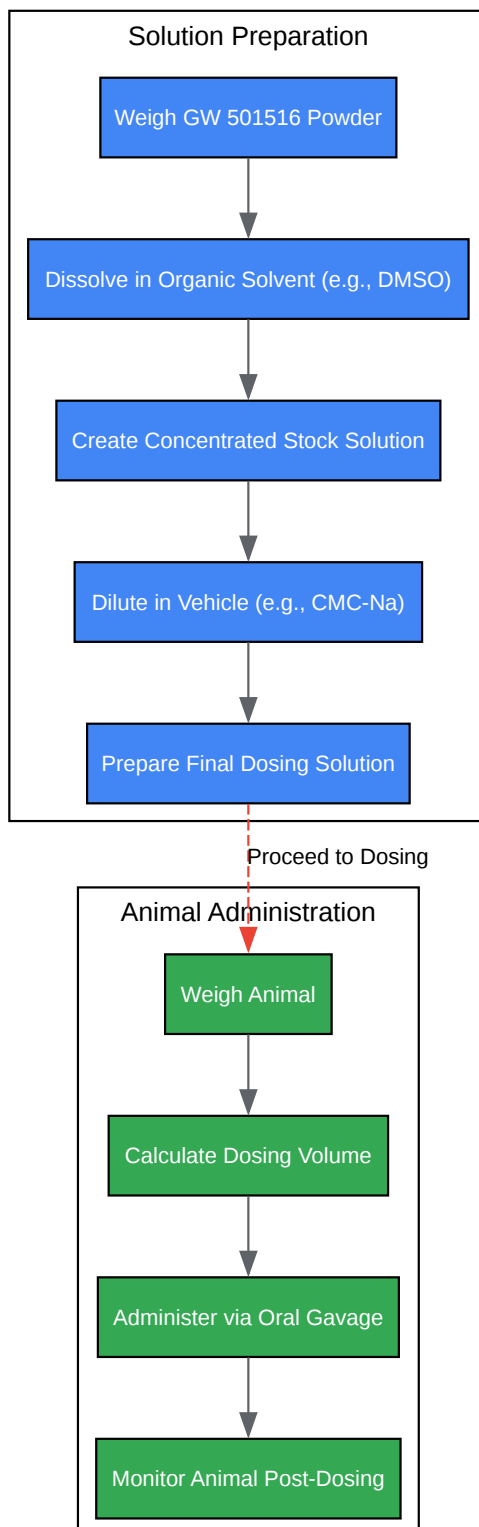 Solution Preparation
Weigh GW 501516 Powder
Dissolve in Organic Solvent (e.g., DMSO)
Create Concentrated Stock Solution
Dilute in Vehicle (e.g., CMC-Na)
Prepare Final Dosing Solution
Proceed to Dosing
Animal Administration
Weigh Animal
Calculate Dosing Volume
Administer via Oral Gavage
Monitor Animal Post-Dosing